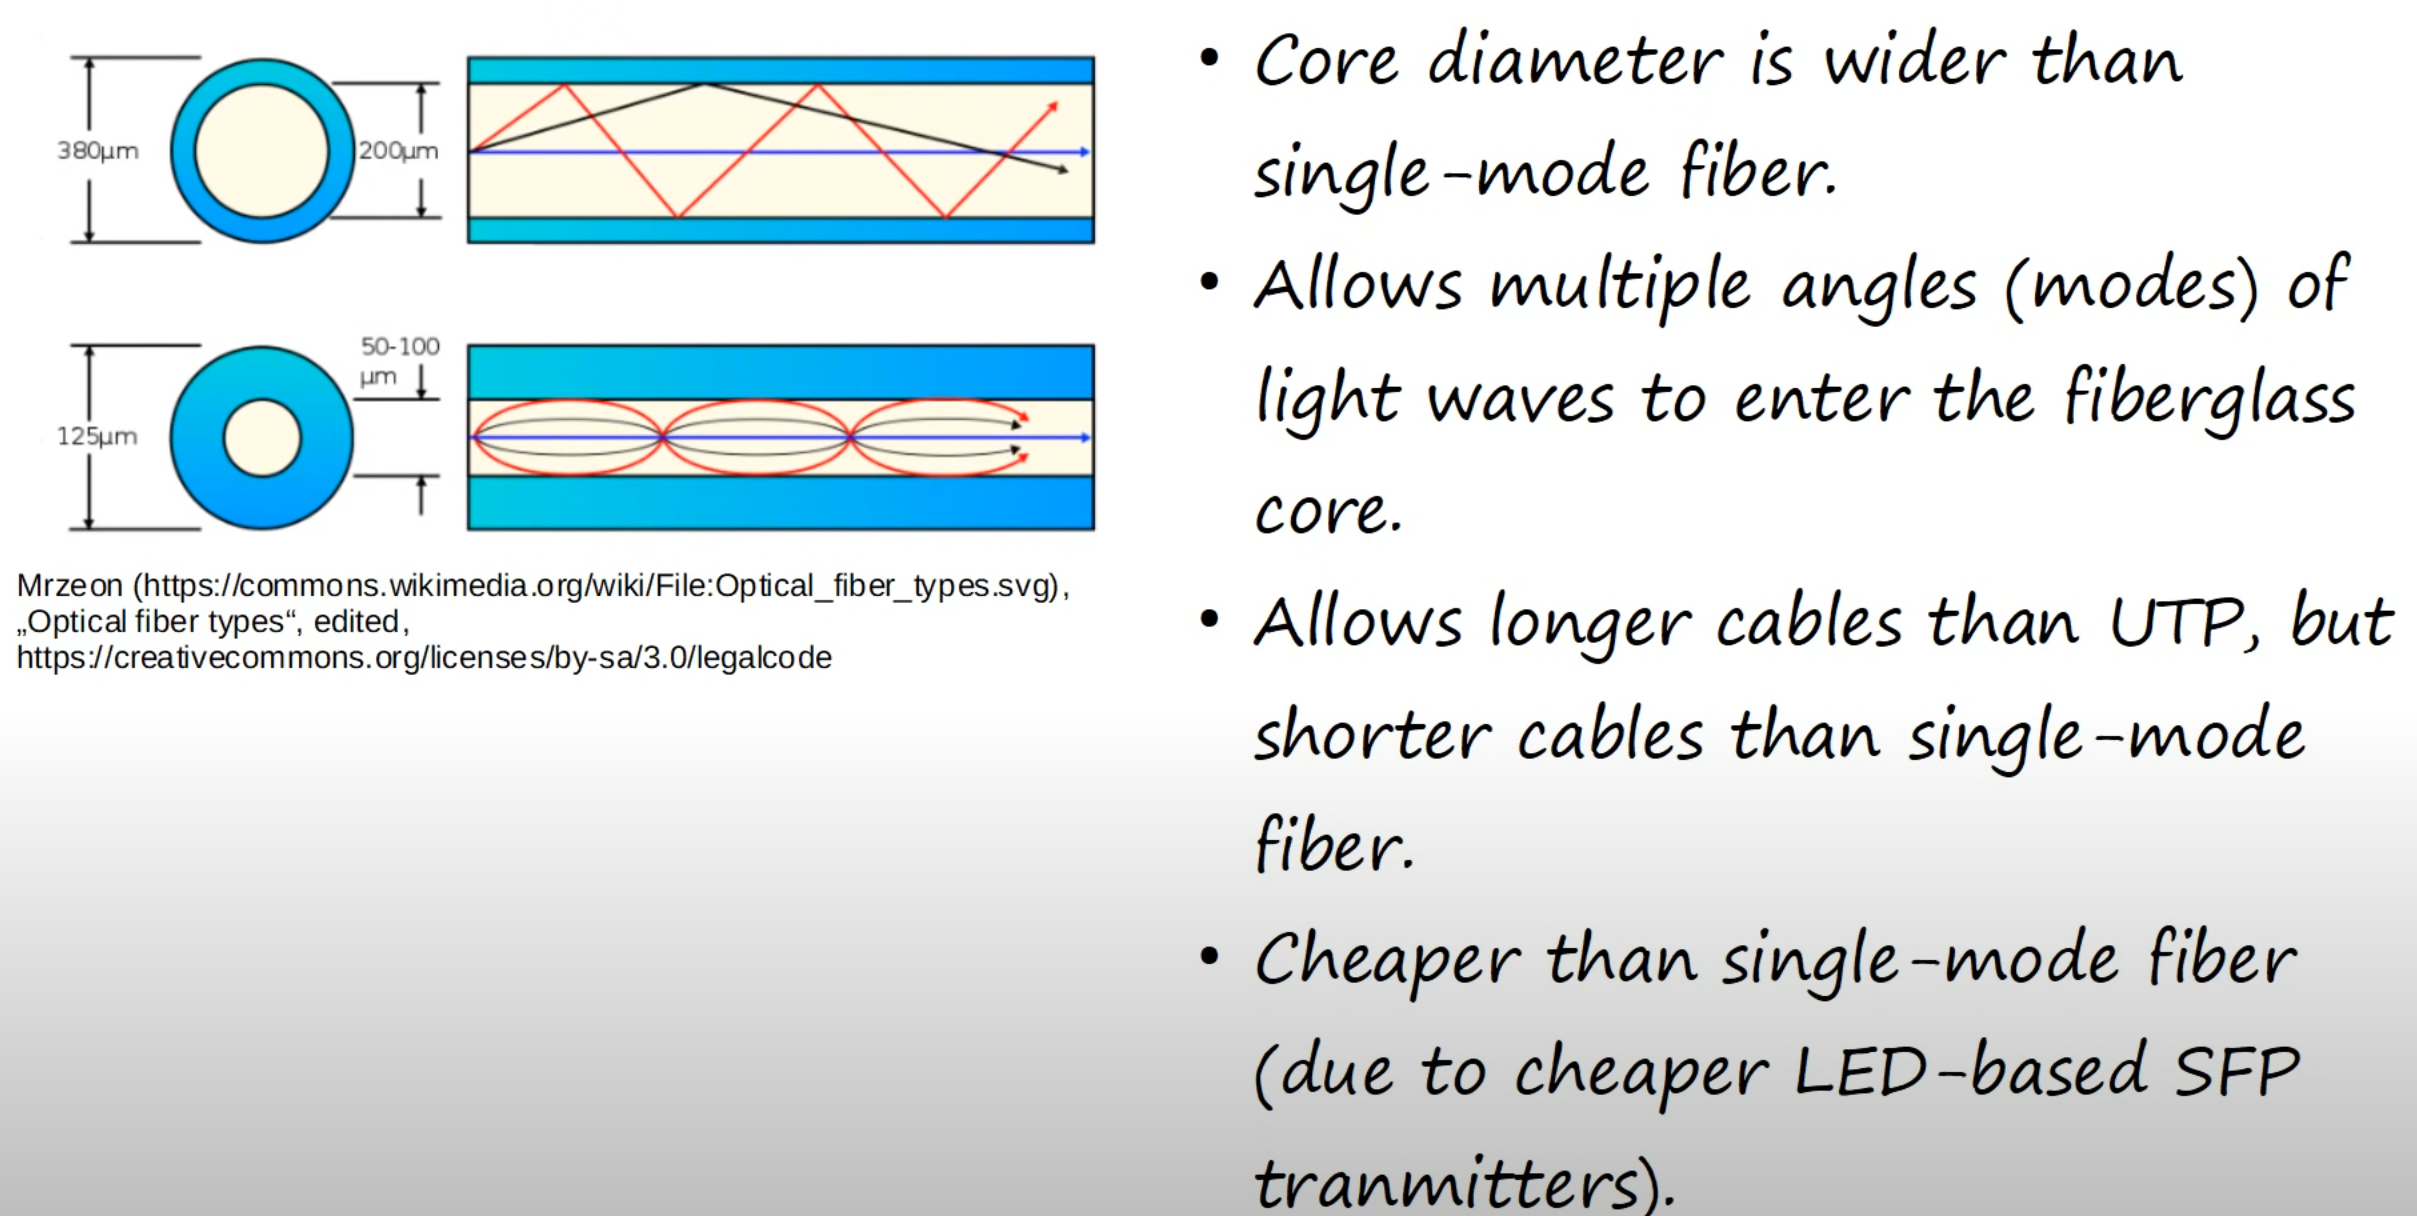 380µm
200µm
50-100
µm
125µm
Mrzeon (https://commons.wikimedia.org/wiki/File:Optical_fiber_types.svg),
„Optical fiber types“, edited,
https://creativecommons.org/licenses/by-sa/3.0/legalcode
• Core diameter is wider than
single-mode fiber.
• Allows multiple angles (modes) of
light waves to enter the fiberglass
core.
• Allows longer cables than UTP, but
shorter cables than single-mode
fiber.
• Cheaper than single-mode fiber
(due to cheaper LED-based SFP
tranmitters).